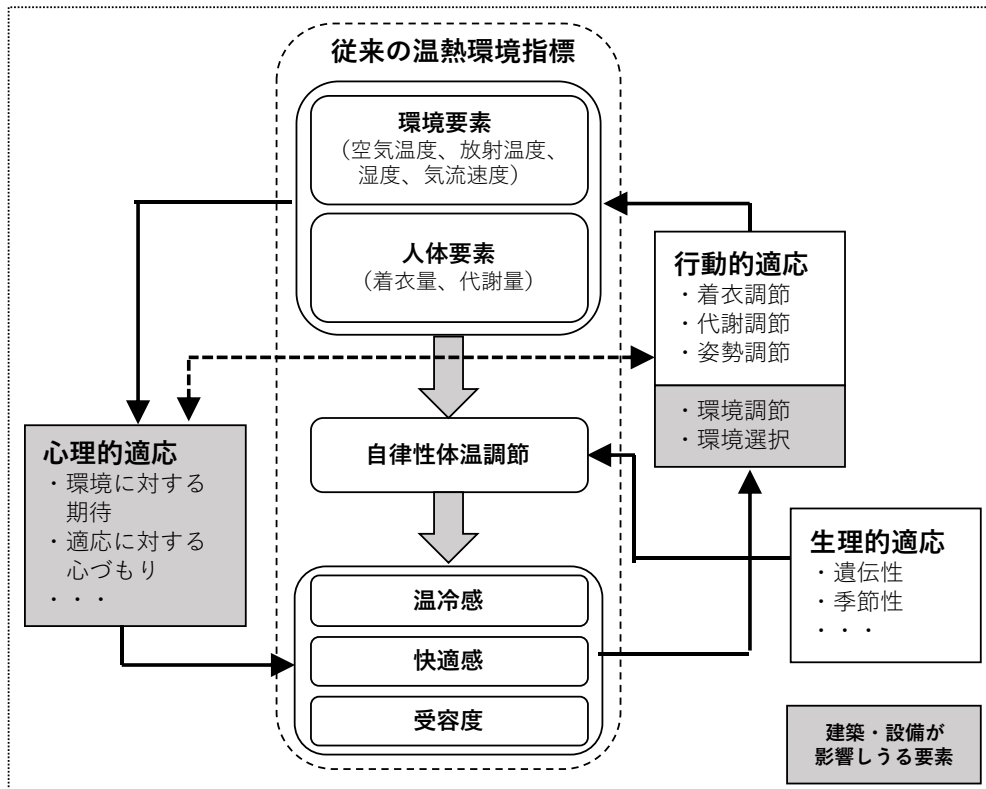 従来の温熱環境指標
環境要素
（空気温度、放射温度、
湿度、気流速度）
人体要素
（着衣量、代謝量）
行動的適応
・着衣調節
・代謝調節
・姿勢調節
・環境調節
・環境選択
自律性体温調節
心理的適応
・環境に対する
期待
・適応に対する
心づもり
・・・
生理的適応
・遺伝性
・季節性
・・・
温冷感
快適感
受容度
建築・設備が
影響しうる要素